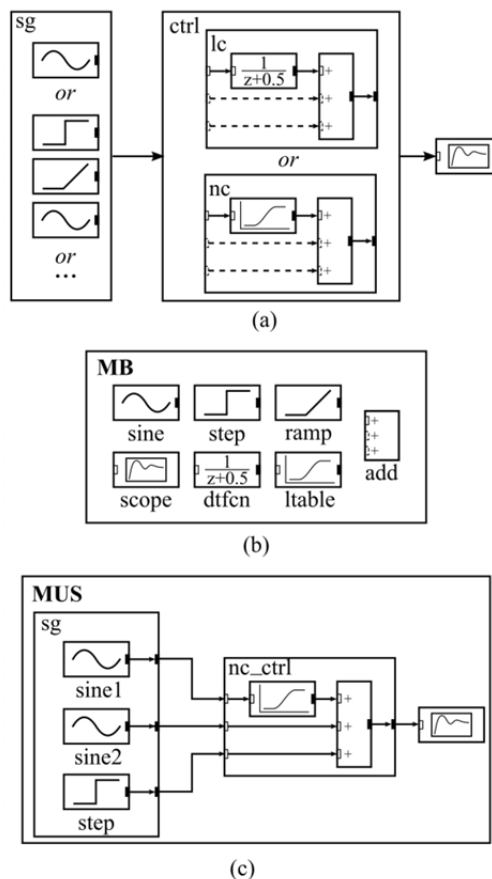 sg
ctrl
lc
1
z+0.5
+
+
+
or
or
nc
+
+
+
or
...
(a)
MB
sine step ramp
+
+
+
add
1
z+0.5
scope dtfcn ltable
(b)
MUS
sg
sine1
nc_ctrl
+
+
+
sine2
step
(c)